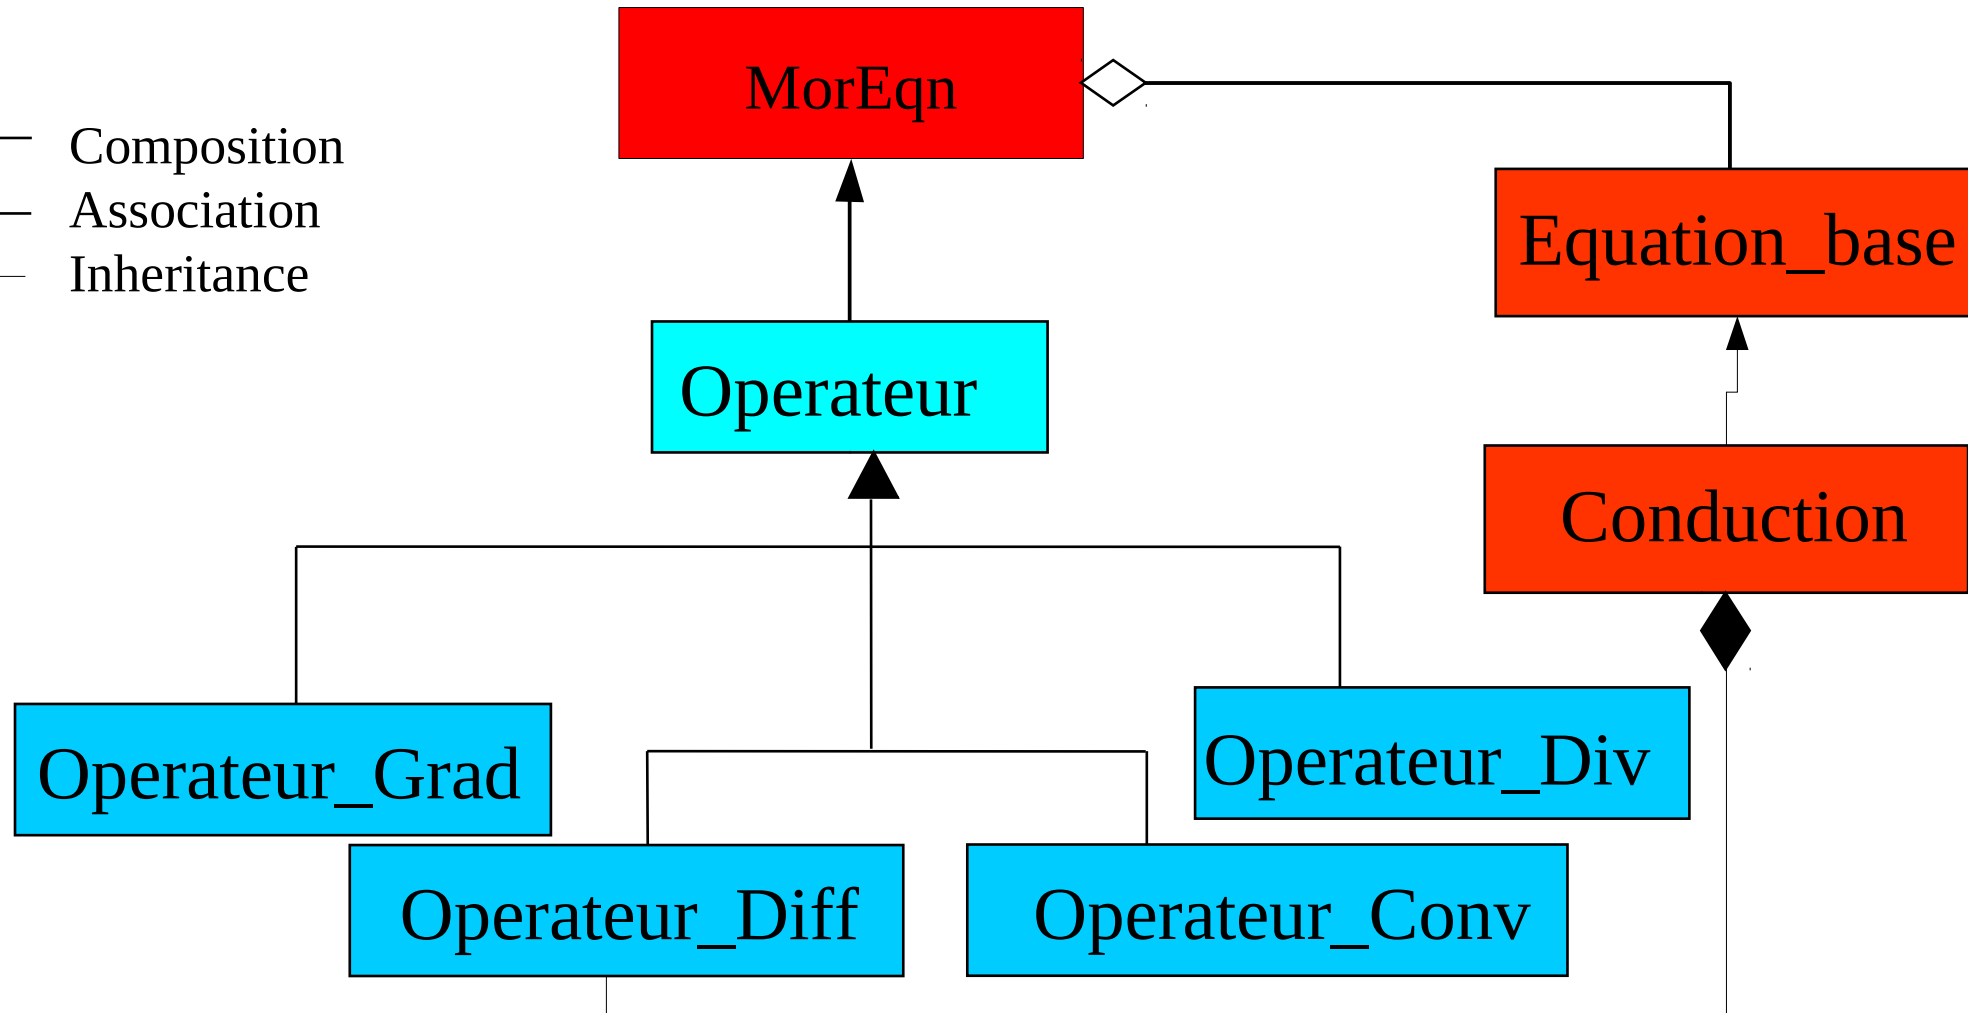 MorEqn
Composition
Association
Inheritance
Equation_base
Operateur
Conduction
Operateur_Grad
Operateur_Div
Operateur_Diff
Operateur_Conv